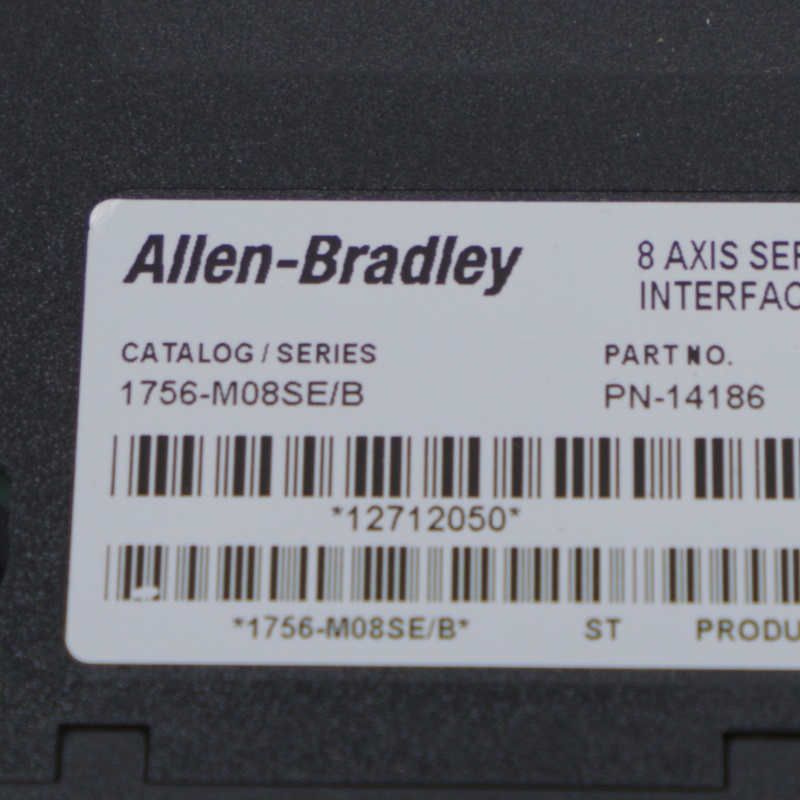 Allen-Bradley
8 AXIS SER
INTERFAC
CATALOG / SERIES
1756-M08SE/B
PART NO.
PN-14186
*12712050*
*1756-M08SE/B*
ST
PRODU